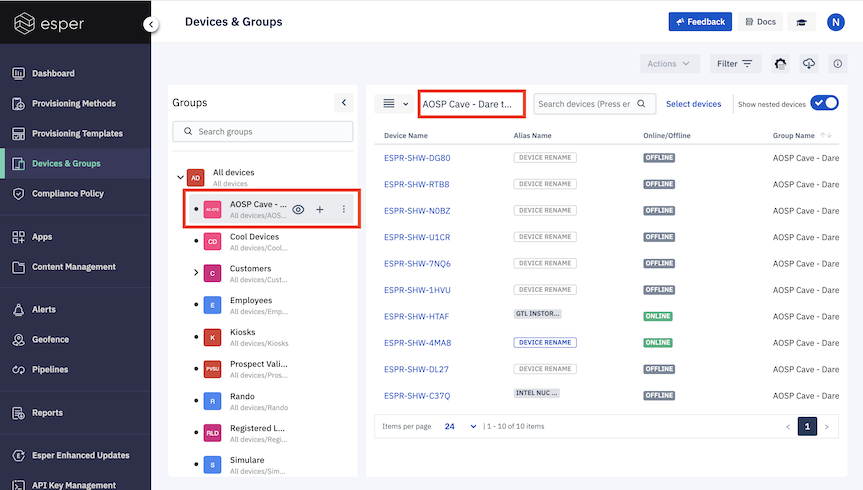 esper
Devices & Groups
Feedback
Docs
N
Dashboard
Provisioning Methods
Provisioning Templates
Devices & Groups
Compliance Policy
Apps
Content Management
Alerts
Geofence
Pipelines
Reports
Esper Enhanced Updates
API Key Management
Actions
Filter
Groups
Search groups
AD
All devices
All devices
AOSP Cave - ...
All devices/AOS...
CD
Cool Devices
All devices/Cool...
C
Customers
All devices/Cust...
E
Employees
All devices/Emp...
K
Kiosks
All devices/Kiosks
PVSU
Prospect Vali...
All devices/Pros...
R
Rando
All devices/Rando
RLD
Registered L...
All devices/Regi...
S
Simulare
All devices/Sim...
AOSP Cave - Dare t...
Search devices (Press er
Select devices
Show nested devices
Device Name Alias Name Online/Offline Group Name
ESPR-SHW-DG80 DEVICE RENAME OFFLINE AOSP Cave - Dare
ESPR-SHW-RTB8 DEVICE RENAME OFFLINE AOSP Cave - Dare
ESPR-SHW-N0BZ DEVICE RENAME OFFLINE AOSP Cave - Dare
ESPR-SHW-U1CR DEVICE RENAME OFFLINE AOSP Cave - Dare
ESPR-SHW-7NQ6 DEVICE RENAME OFFLINE AOSP Cave - Dare
ESPR-SHW-1HVU DEVICE RENAME OFFLINE AOSP Cave - Dare
ESPR-SHW-HTAF GTL INSTOR... ONLINE AOSP Cave - Dare
ESPR-SHW-4MA8 DEVICE RENAME ONLINE AOSP Cave - Dare
ESPR-SHW-DL27 DEVICE RENAME OFFLINE AOSP Cave - Dare
ESPR-SHW-C37Q INTEL NUC ... OFFLINE AOSP Cave - Dare
Items per page 24 | 1 - 10 of 10 items < 1 >